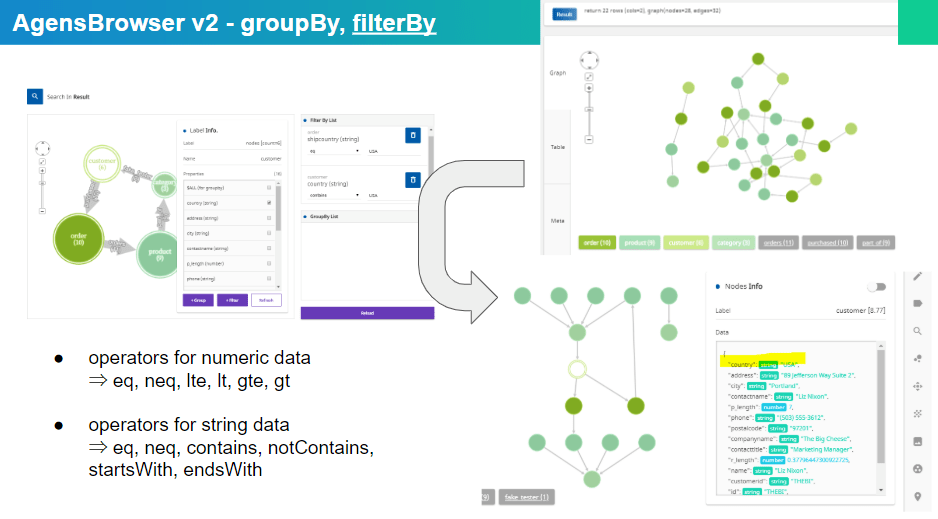 AgensBrowser v2 - groupBy, filterBy
Result
return 22 rows (cols=2), graph(nodes=28, edges=32)
Graph
Table
Meta
order (10)
product (9)
customer (6)
category (3)
orders (11)
purchased (10)
part of (9)
Search In Result
customer
(6)
order
(10)
product
(9)
Label Info.
Label
nodes [count=6]
Name
customer
Properties
(16)
$ALL (for groupby)
country (string)
address (string)
city (string)
contactname (string)
p_length (number)
phone (string)
+ Group
+ Filter
Refresh
Filter By List
order
shipcountry (string)
eq
USA
customer
country (string)
contains
USA
GroupBy List
Reload
● operators for numeric data
⇒ eq, neq, lte, lt, gte, gt
● operators for string data
⇒ eq, neq, contains, notContains,
startsWith, endsWith
(9)
fake tester (1)
Nodes Info
Label
customer [8.77]
Data
{
"country": string "USA",
"address": string "89 Jefferson Way Suite 2",
"city": string "Portland",
"contactname": string "Liz Nixon",
"p_length": number 7,
"phone": string "(503) 555-3612",
"postalcode": string "97201",
"companyname": string "The Big Cheese",
"contacttitle": string "Marketing Manager",
"r_length": number 0.37796447300922725,
"name": string "Liz Nixon",
"customerid": string "THEBI",
"id": string "THEBI",